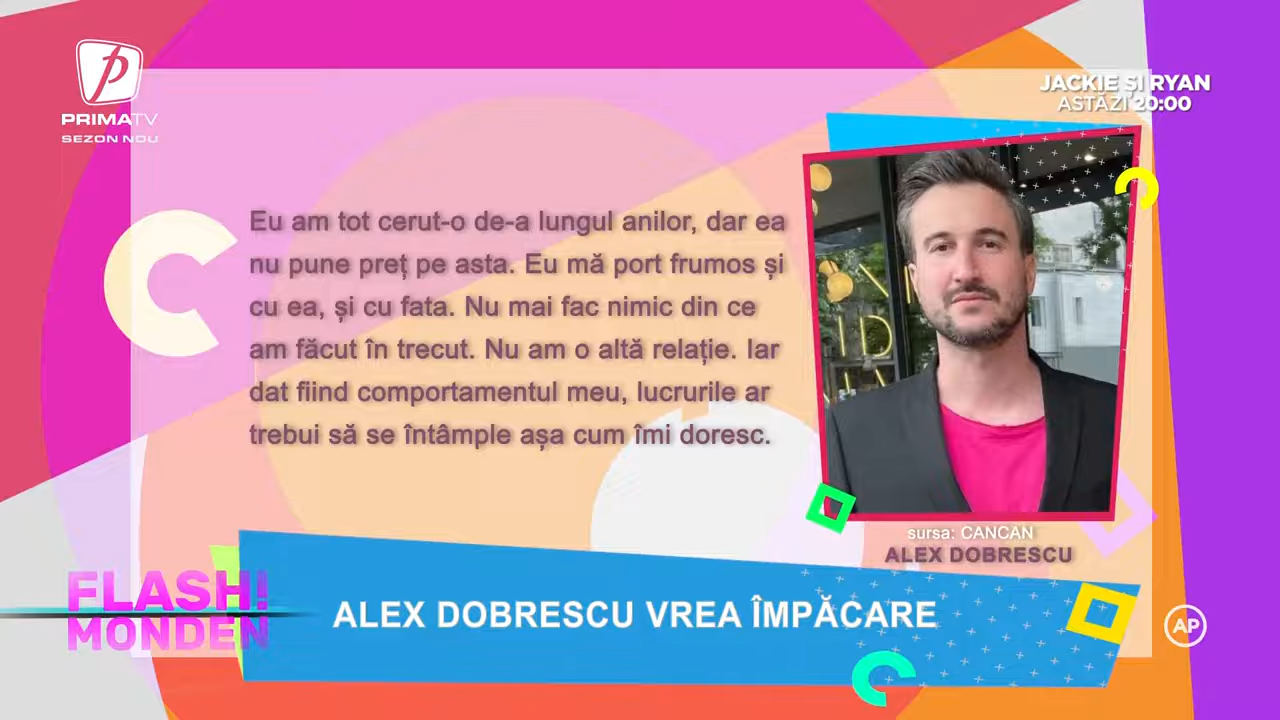 PRIMATV
SEZON NOU
JACKIE ȘI RYAN
ASTĂZI 20:00
Eu am tot cerut-o de-a lungul anilor, dar ea
nu pune preț pe asta. Eu mă port frumos și
cu ea, și cu fata. Nu mai fac nimic din ce
am făcut în trecut. Nu am o altă relație. Iar
dat fiind comportamentul meu, lucrurile ar
trebui să se întâmple așa cum îmi doresc.
sursa: CANCAN
ALEX DOBRESCU
FLASH!
MONDEN
ALEX DOBRESCU VREA ÎMPĂCARE
AP